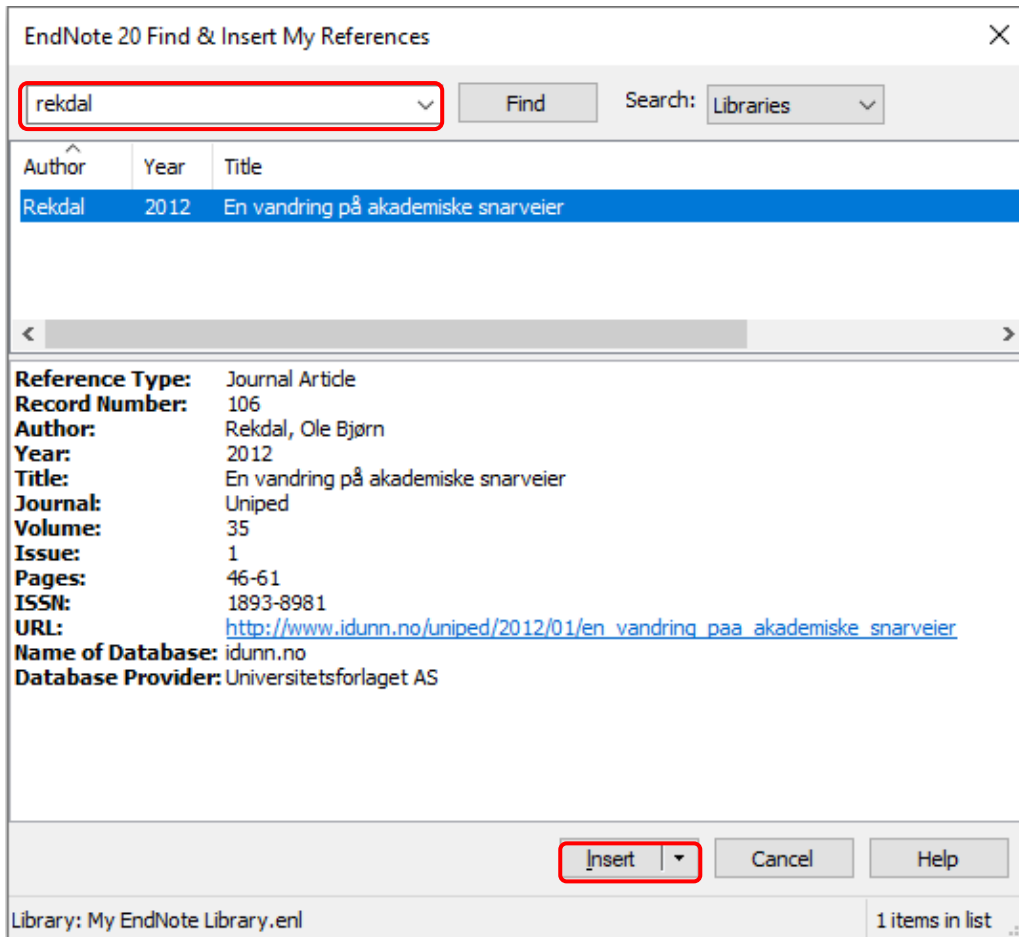 EndNote 20 Find & Insert My References
rekdal Find Search: Libraries
Author Year Title
Rekdal 2012 En vandring på akademiske snarveier
Reference Type: Journal Article
Record Number: 106
Author: Rekdal, Ole Bjørn
Year: 2012
Title: En vandring på akademiske snarveier
Journal: Uniped
Volume: 35
Issue: 1
Pages: 46-61
ISSN: 1893-8981
URL: http://www.idunn.no/uniped/2012/01/en_vandring_paa_akademiske_snarveier
Name of Database: idunn.no
Database Provider: Universitetsforlaget AS
Insert Cancel Help
Library: My EndNote Library.enl 1 items in list